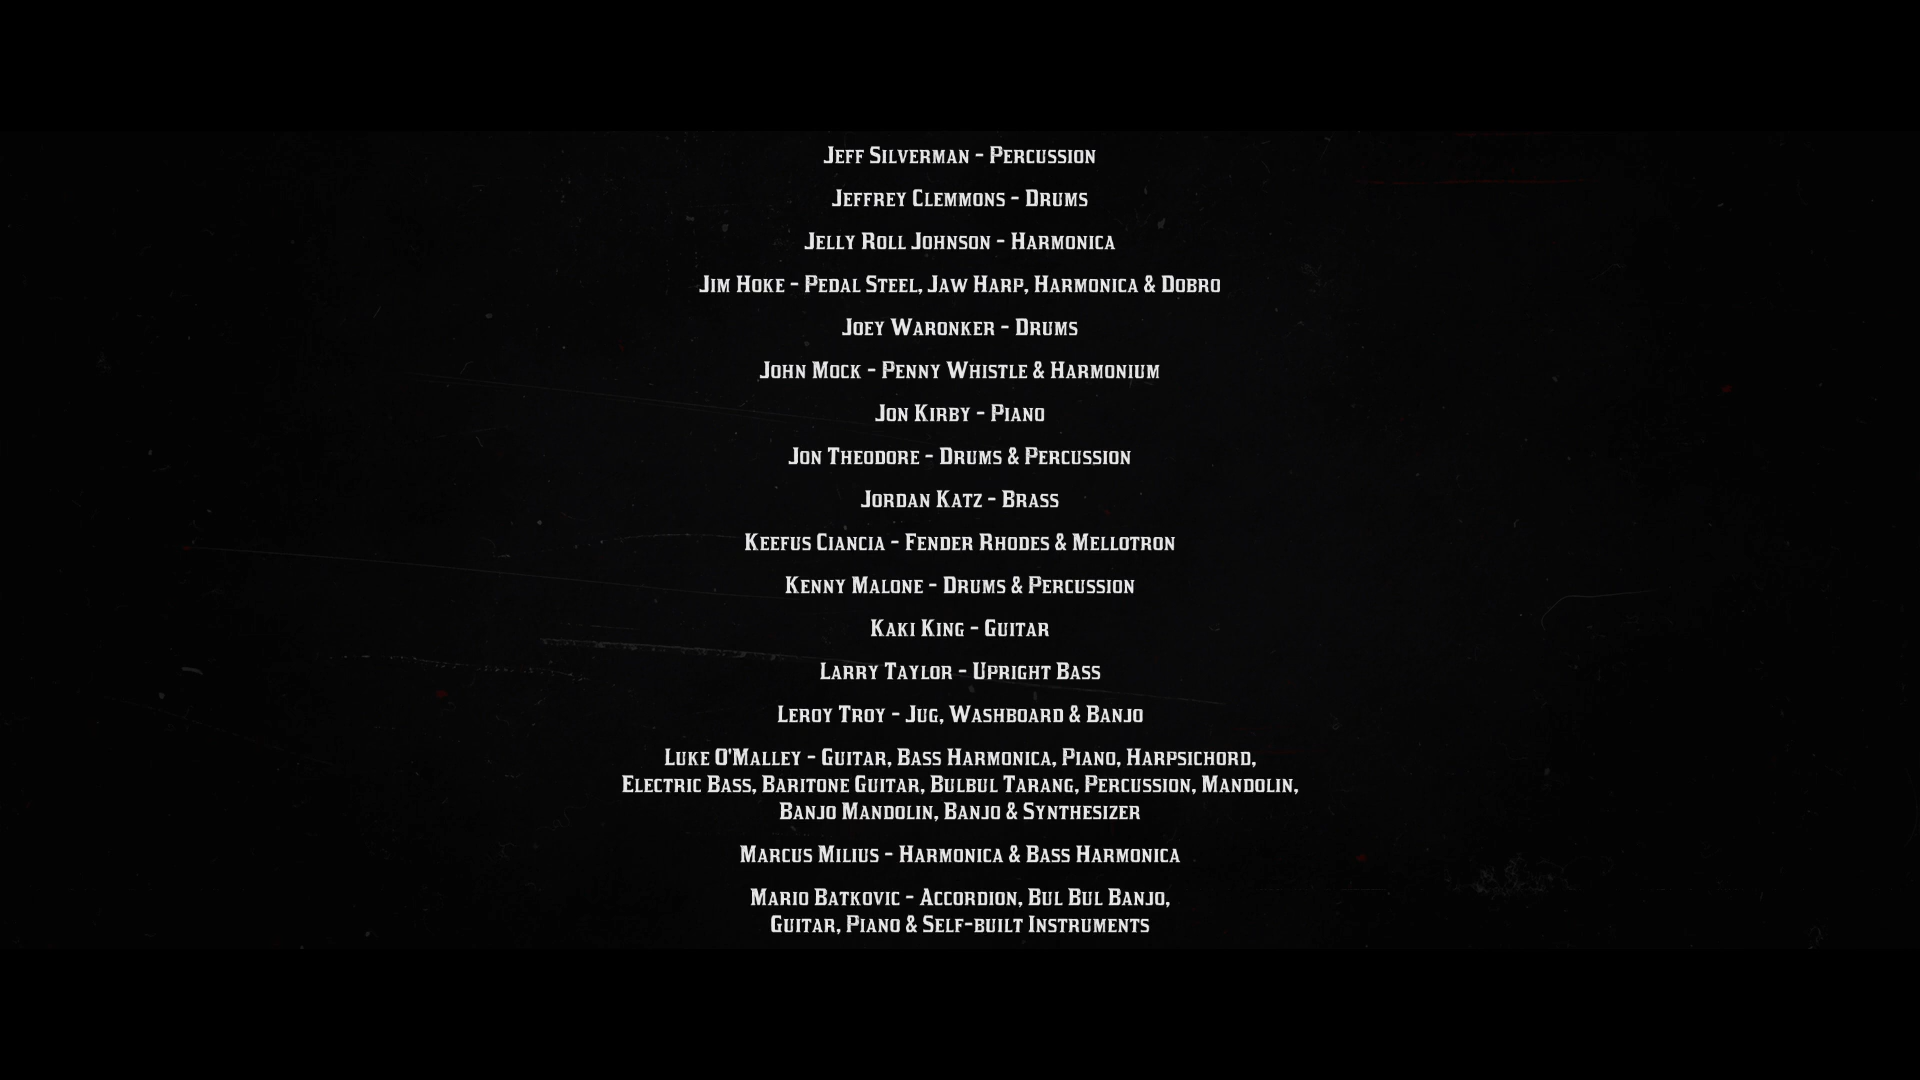 Jeff Silverman - Percussion
Jeffrey Clemmons - Drums
Jelly Roll Johnson - Harmonica
Jim Hoke - Pedal Steel, Jaw Harp, Harmonica & Dobro
Joey Waronker - Drums
John Mock - Penny Whistle & Harmonium
Jon Kirby - Piano
Jon Theodore - Drums & Percussion
Jordan Katz - Brass
Keefus Ciancia - Fender Rhodes & Mellotron
Kenny Malone - Drums & Percussion
Kaki King - Guitar
Larry Taylor - Upright Bass
Leroy Troy - Jug, Washboard & Banjo
Luke O'Malley - Guitar, Bass Harmonica, Piano, Harpsichord,
Electric Bass, Baritone Guitar, Bulbul Tarang, Percussion, Mandolin,
Banjo Mandolin, Banjo & Synthesizer
Marcus Milius - Harmonica & Bass Harmonica
Mario Batkovic - Accordion, Bul Bul Banjo,
Guitar, Piano & Self-built Instruments